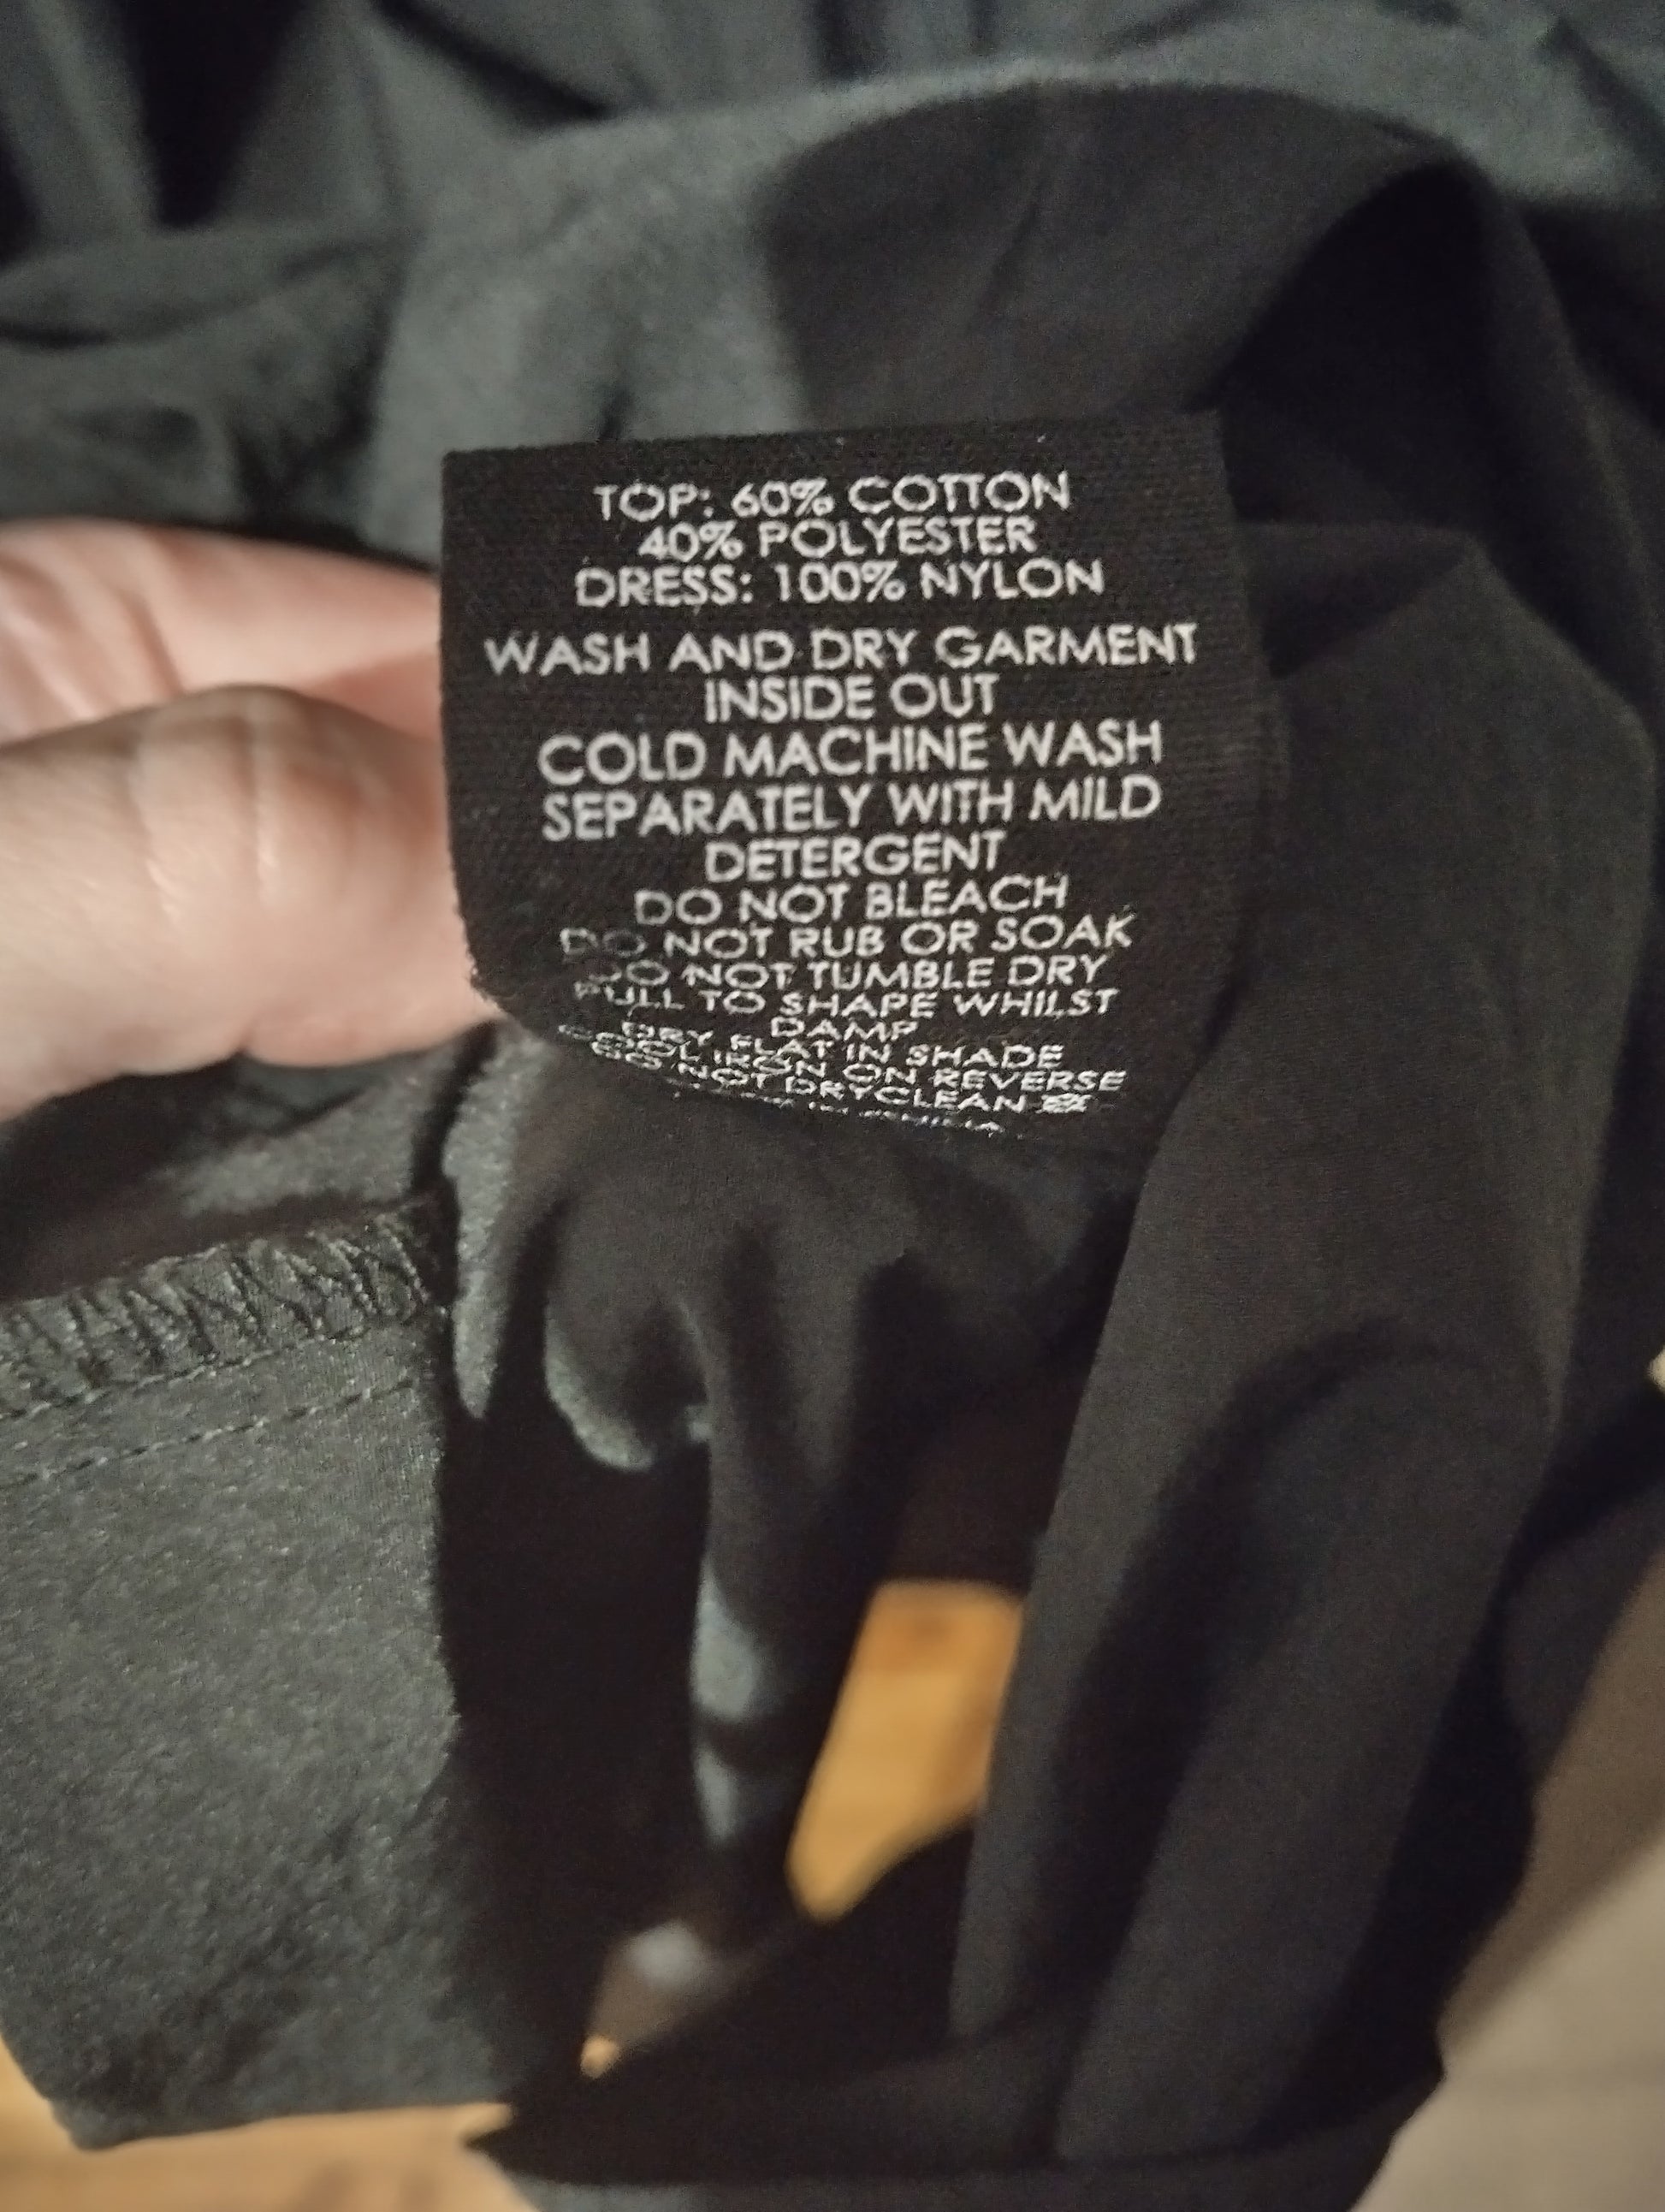 TOP: 60% COTTON
40% POLYESTER
DRESS: 100% NYLON
WASH AND DRY GARMENT
INSIDE OUT
COLD MACHINE WASH
SEPARATELY WITH MILD
DETERGENT
DO NOT BLEACH
DO NOT RUB OR SOAK
DO NOT TUMBLE DRY
PULL TO SHAPE WHILST
DAMP
DRY FLAT IN SHADE
COOL IRON ON REVERSE
DO NOT DRYCLEAN